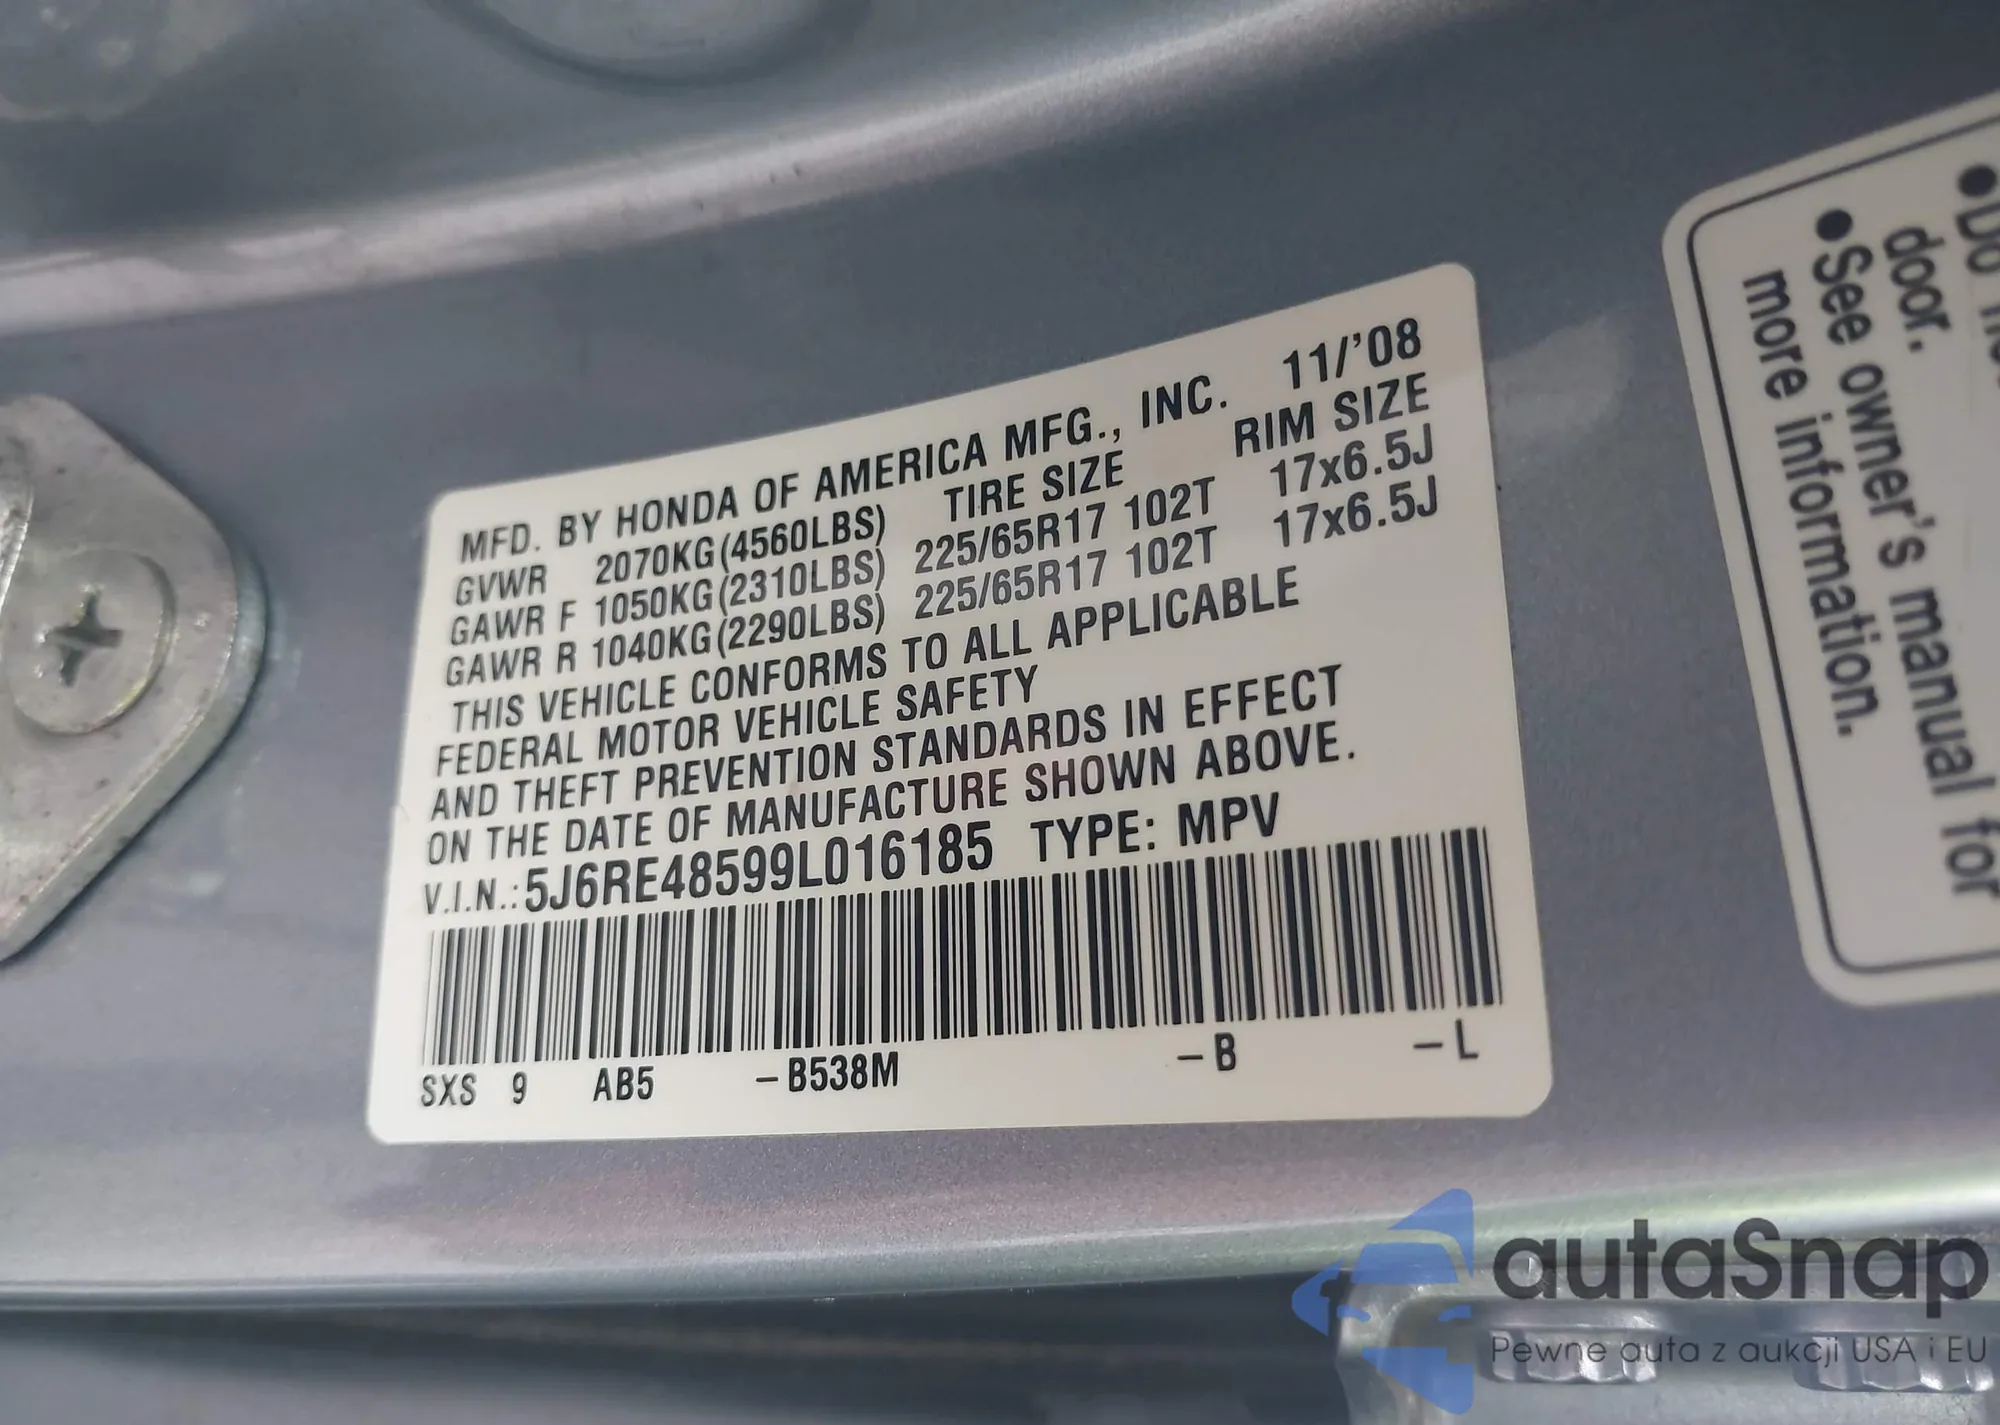 MFD. BY HONDA OF AMERICA MFG., INC. 11/'08
GVWR 2070KG(4560LBS) TIRE SIZE RIM SIZE
GAWR F 1050KG(2310LBS) 225/65R17 102T 17x6.5J
GAWR R 1040KG(2290LBS) 225/65R17 102T 17x6.5J
THIS VEHICLE CONFORMS TO ALL APPLICABLE
FEDERAL MOTOR VEHICLE SAFETY
AND THEFT PREVENTION STANDARDS IN EFFECT
ON THE DATE OF MANUFACTURE SHOWN ABOVE.
V.I.N.: 5J6RE48599L016185 TYPE: MPV
SXS 9 AB5 -B538M -B -L
•Do
door.
•See owner's manual for
more information.
autaSnap
Pewne auta z aukcji USA i EU